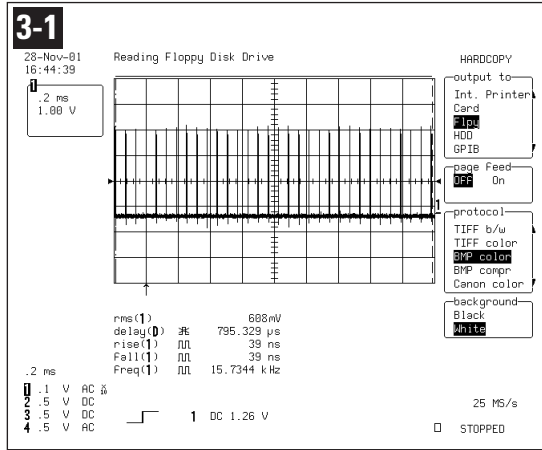 3-1
28-Nov-01
16:44:39
Reading Floppy Disk Drive
1
.2 ms
1.00 V
HARDCOPY
output to
Int. Printer
Card
Flpy
HDD
GPIB
page feed
Off On
1
protocol
TIFF b/w
TIFF color
BMP color
BMP compr
Canon color
background
Black
White
rms(1) 608mV
delay(1) 795.329 µs
rise(1) 39 ns
fall(1) 39 ns
freq(1) 15.7344 kHz
.2 ms
1 .1 V AC X10
2 .5 V DC
3 .5 V DC
4 .5 V AC
1 DC 1.26 V
25 MS/s
STOPPED